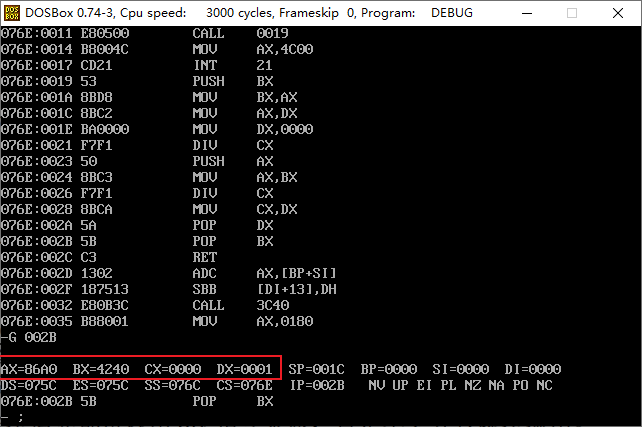 DOSBox 0.74-3, Cpu speed: 3000 cycles, Frameskip 0, Program: DEBUG
076E:0011 E80500 CALL 0019
076E:0014 B8004C MOV AX,4C00
076E:0017 CD21 INT 21
076E:0019 53 PUSH BX
076E:001A 8BD8 MOV BX,AX
076E:001C 8BC2 MOV AX,DX
076E:001E BA0000 MOV DX,0000
076E:0021 F7F1 DIV CX
076E:0023 50 PUSH AX
076E:0024 8BC3 MOV AX,BX
076E:0026 F7F1 DIV CX
076E:0028 8BCA MOV CX,DX
076E:002A 5A POP DX
076E:002B 5B POP BX
076E:002C C3 RET
076E:002D 1302 ADC AX,[BP+SI]
076E:002F 187513 SBB [DI+13],DH
076E:0032 E80B3C CALL 3C40
076E:0035 B88001 MOV AX,0180
-G 002B
AX=86A0 BX=4240 CX=0000 DX=0001 SP=001C BP=0000 SI=0000 DI=0000
DS=075C ES=075C SS=076C CS=076E IP=002B NV UP EI PL NZ NA PO NC
076E:002B 5B POP BX
- ;